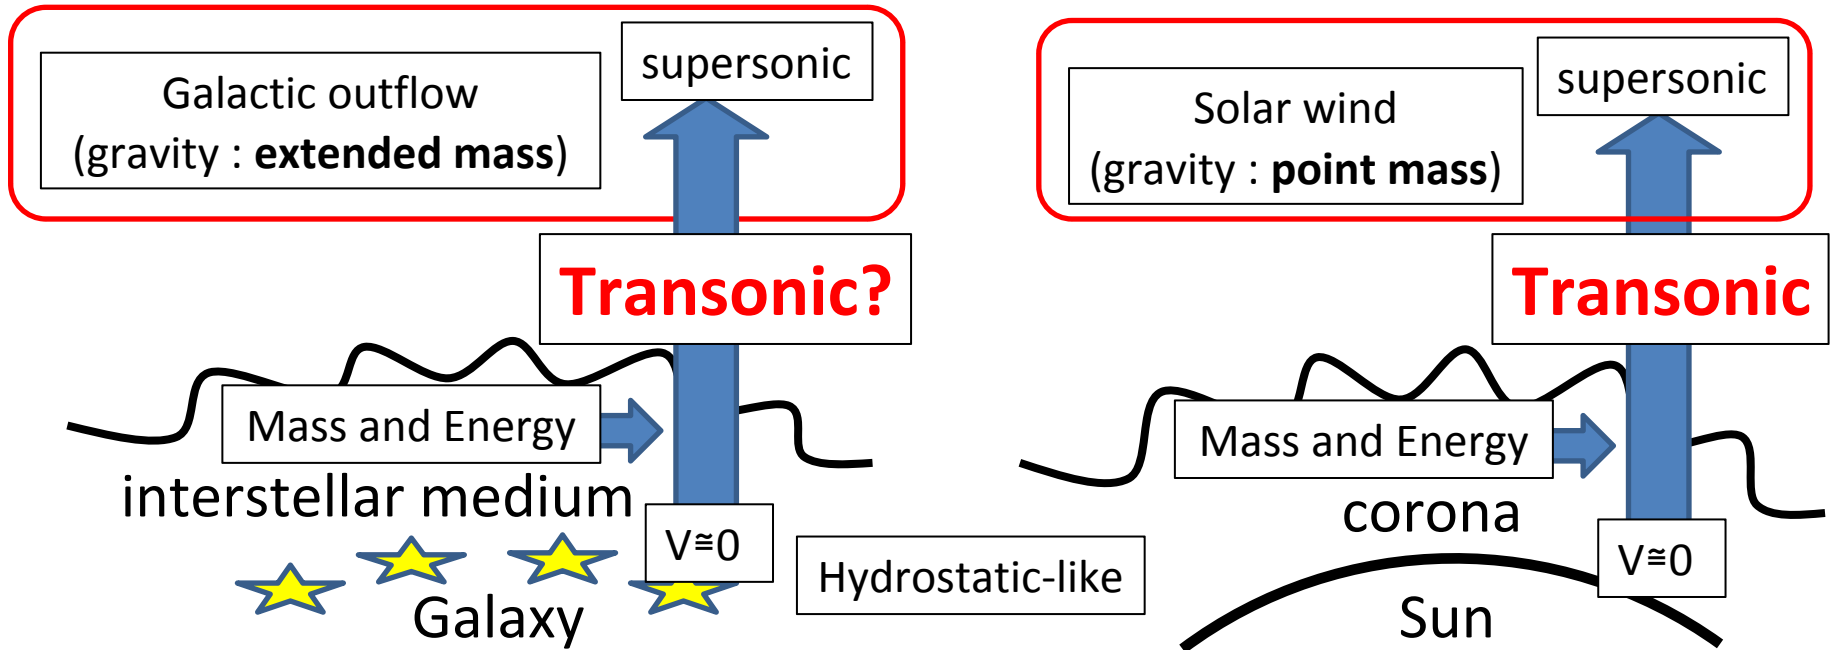 Galactic outflow
(gravity : extended mass)
supersonic
Transonic?
Mass and Energy
interstellar medium
V≅0
Galaxy
Hydrostatic-like
Solar wind
(gravity : point mass)
supersonic
Transonic
Mass and Energy
corona
V≅0
Sun